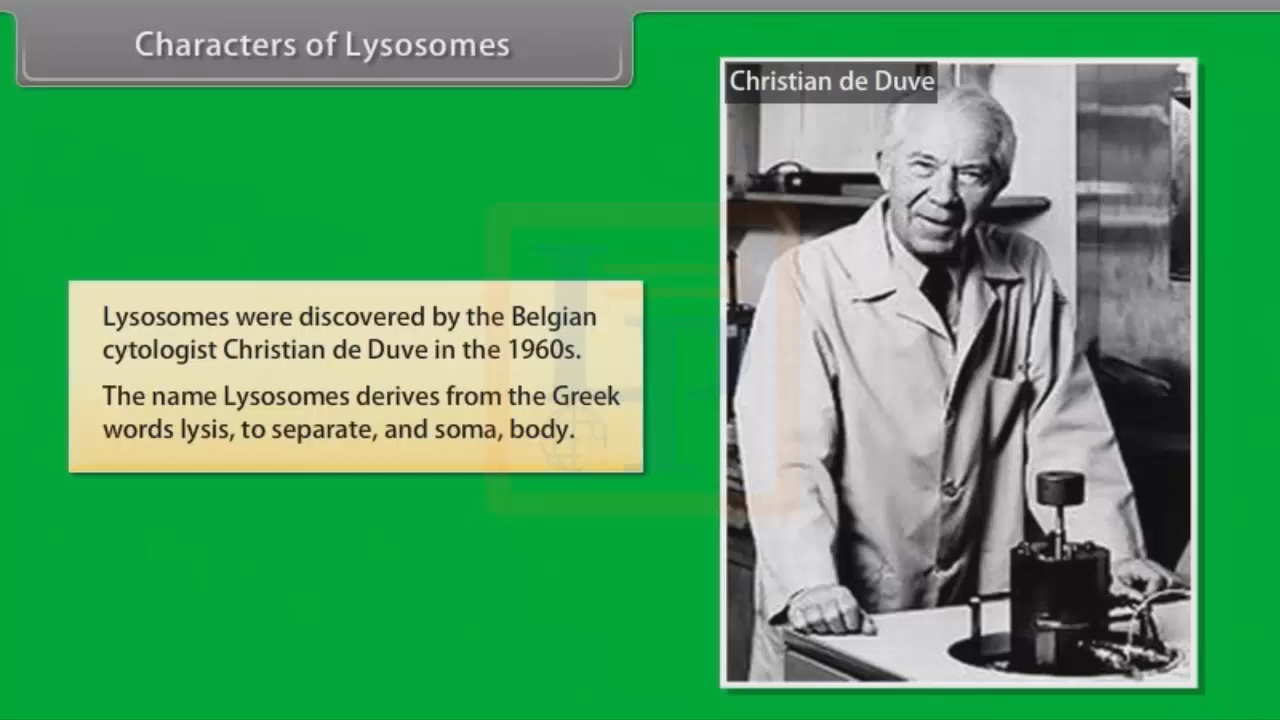 Characters of Lysosomes
Christian de Duve
Lysosomes were discovered by the Belgian
cytologist Christian de Duve in the 1960s.
The name Lysosomes derives from the Greek
words lysis, to separate, and soma, body.